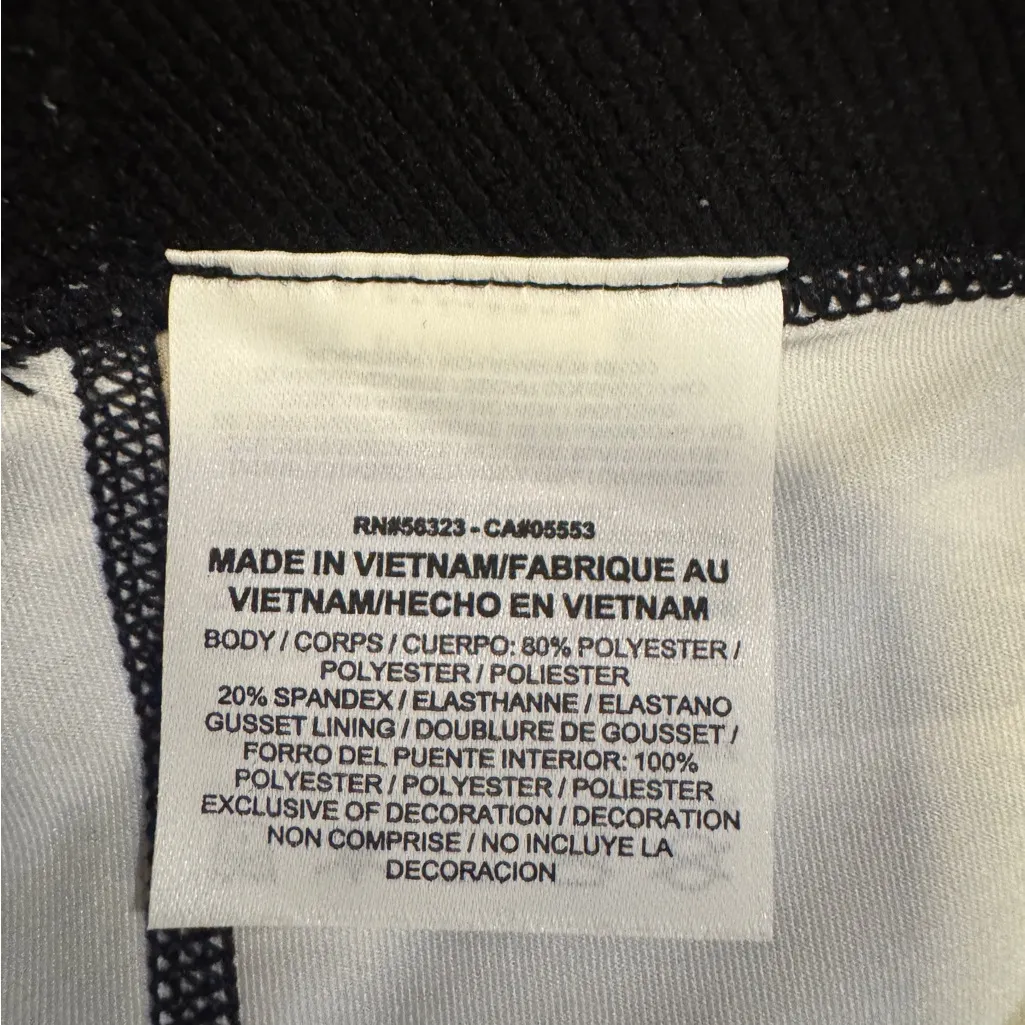 RN#56323 - CA#05553
MADE IN VIETNAM/FABRIQUE AU
VIETNAM/HECHO EN VIETNAM
BODY / CORPS / CUERPO: 80% POLYESTER /
POLYESTER / POLIESTER
20% SPANDEX / ELASTHANNE / ELASTANO
GUSSET LINING / DOUBLURE DE GOUSSET /
FORRO DEL PUENTE INTERIOR: 100%
POLYESTER / POLYESTER / POLIESTER
EXCLUSIVE OF DECORATION / DECORATION
NON COMPRISE / NO INCLUYE LA
DECORACION